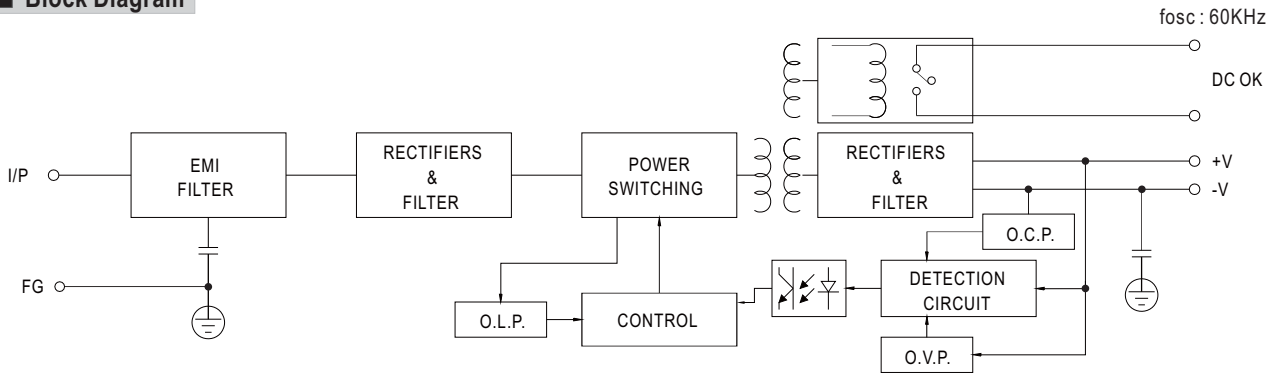 ■ Block Diagram
fosc : 60KHz
DC OK
I/P
EMI
FILTER
RECTIFIERS
&
FILTER
POWER
SWITCHING
RECTIFIERS
&
FILTER
+V
-V
O.C.P.
FG
O.L.P.
CONTROL
DETECTION
CIRCUIT
O.V.P.